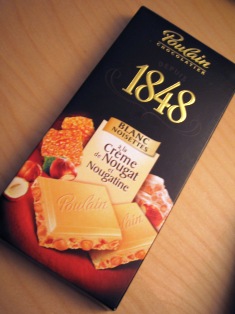 Poulain
CHOCOLATIER
DEPUIS
1848
BLANC
NOISETTES
à la
Crème
de Nougat
et
Nougatine
Poulain